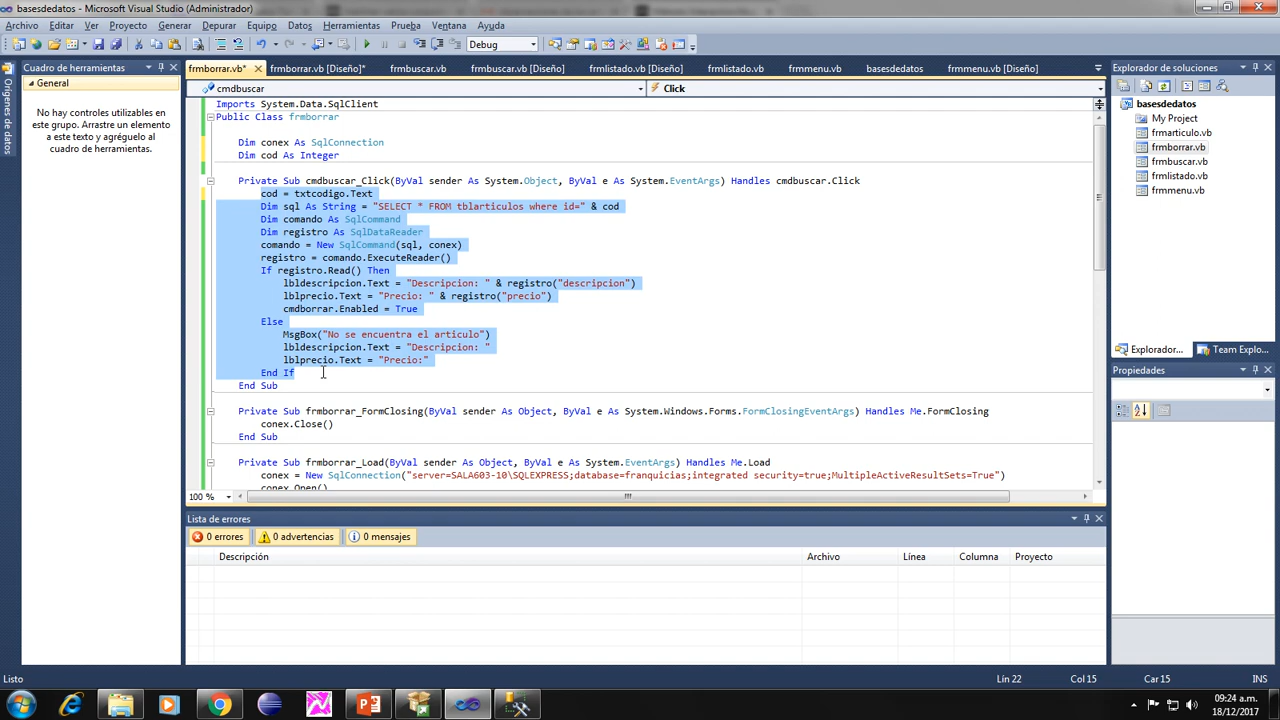 basesdedatos - Microsoft Visual Studio (Administrador)
Archivo Editar Ver Proyecto Generar Depurar Equipo Datos Herramientas Prueba Ventana Ayuda
Debug
Cuadro de herramientas
General
No hay controles utilizables en
este grupo. Arrastre un elemento
a este texto y agréguelo al
cuadro de herramientas.
Orígenes de datos
frmborrar.vb* frmborrar.vb [Diseño]* frmbuscar.vb frmbuscar.vb [Diseño] frmlistado.vb [Diseño] frmlistado.vb frmmenu.vb basesdedatos frmmenu.vb [Diseño]
cmdbuscar Click
Imports System.Data.SqlClient
Public Class frmborrar
Dim conex As SqlConnection
Dim cod As Integer
Private Sub cmdbuscar_Click(ByVal sender As System.Object, ByVal e As System.EventArgs) Handles cmdbuscar.Click
cod = txtcodigo.Text
Dim sql As String = "SELECT * FROM tblarticulos where id=" & cod
Dim comando As SqlCommand
Dim registro As SqlDataReader
comando = New SqlCommand(sql, conex)
registro = comando.ExecuteReader()
If registro.Read() Then
lbldescripcion.Text = "Descripcion: " & registro("descripcion")
lblprecio.Text = "Precio: " & registro("precio")
cmdborrar.Enabled = True
Else
MsgBox("No se encuentra el articulo")
lbldescripcion.Text = "Descripcion: "
lblprecio.Text = "Precio:"
End If
End Sub
Private Sub frmborrar_FormClosing(ByVal sender As Object, ByVal e As System.Windows.Forms.FormClosingEventArgs) Handles Me.FormClosing
conex.Close()
End Sub
Private Sub frmborrar_Load(ByVal sender As Object, ByVal e As System.EventArgs) Handles Me.Load
conex = New SqlConnection("server=SALA603-10\SQLEXPRESS;database=franquicias;integrated security=true;MultipleActiveResultSets=True")
conex.Open()
100 %
Lista de errores
0 errores 0 advertencias 0 mensajes
Descripción Archivo Línea Columna Proyecto
Explorador de soluciones
basesdedatos
My Project
frmarticulo.vb
frmborrar.vb
frmbuscar.vb
frmlistado.vb
frmmenu.vb
Explorador... Team Explo...
Propiedades
Listo Lín 22 Col 15 Car 15 INS
09:24 a.m.
18/12/2017